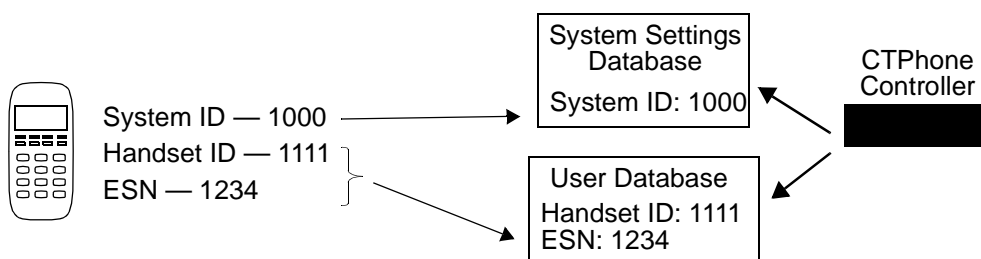 System ID — 1000
Handset ID — 1111
ESN — 1234
System Settings
Database
System ID: 1000
User Database
Handset ID: 1111
ESN: 1234
CTPhone
Controller